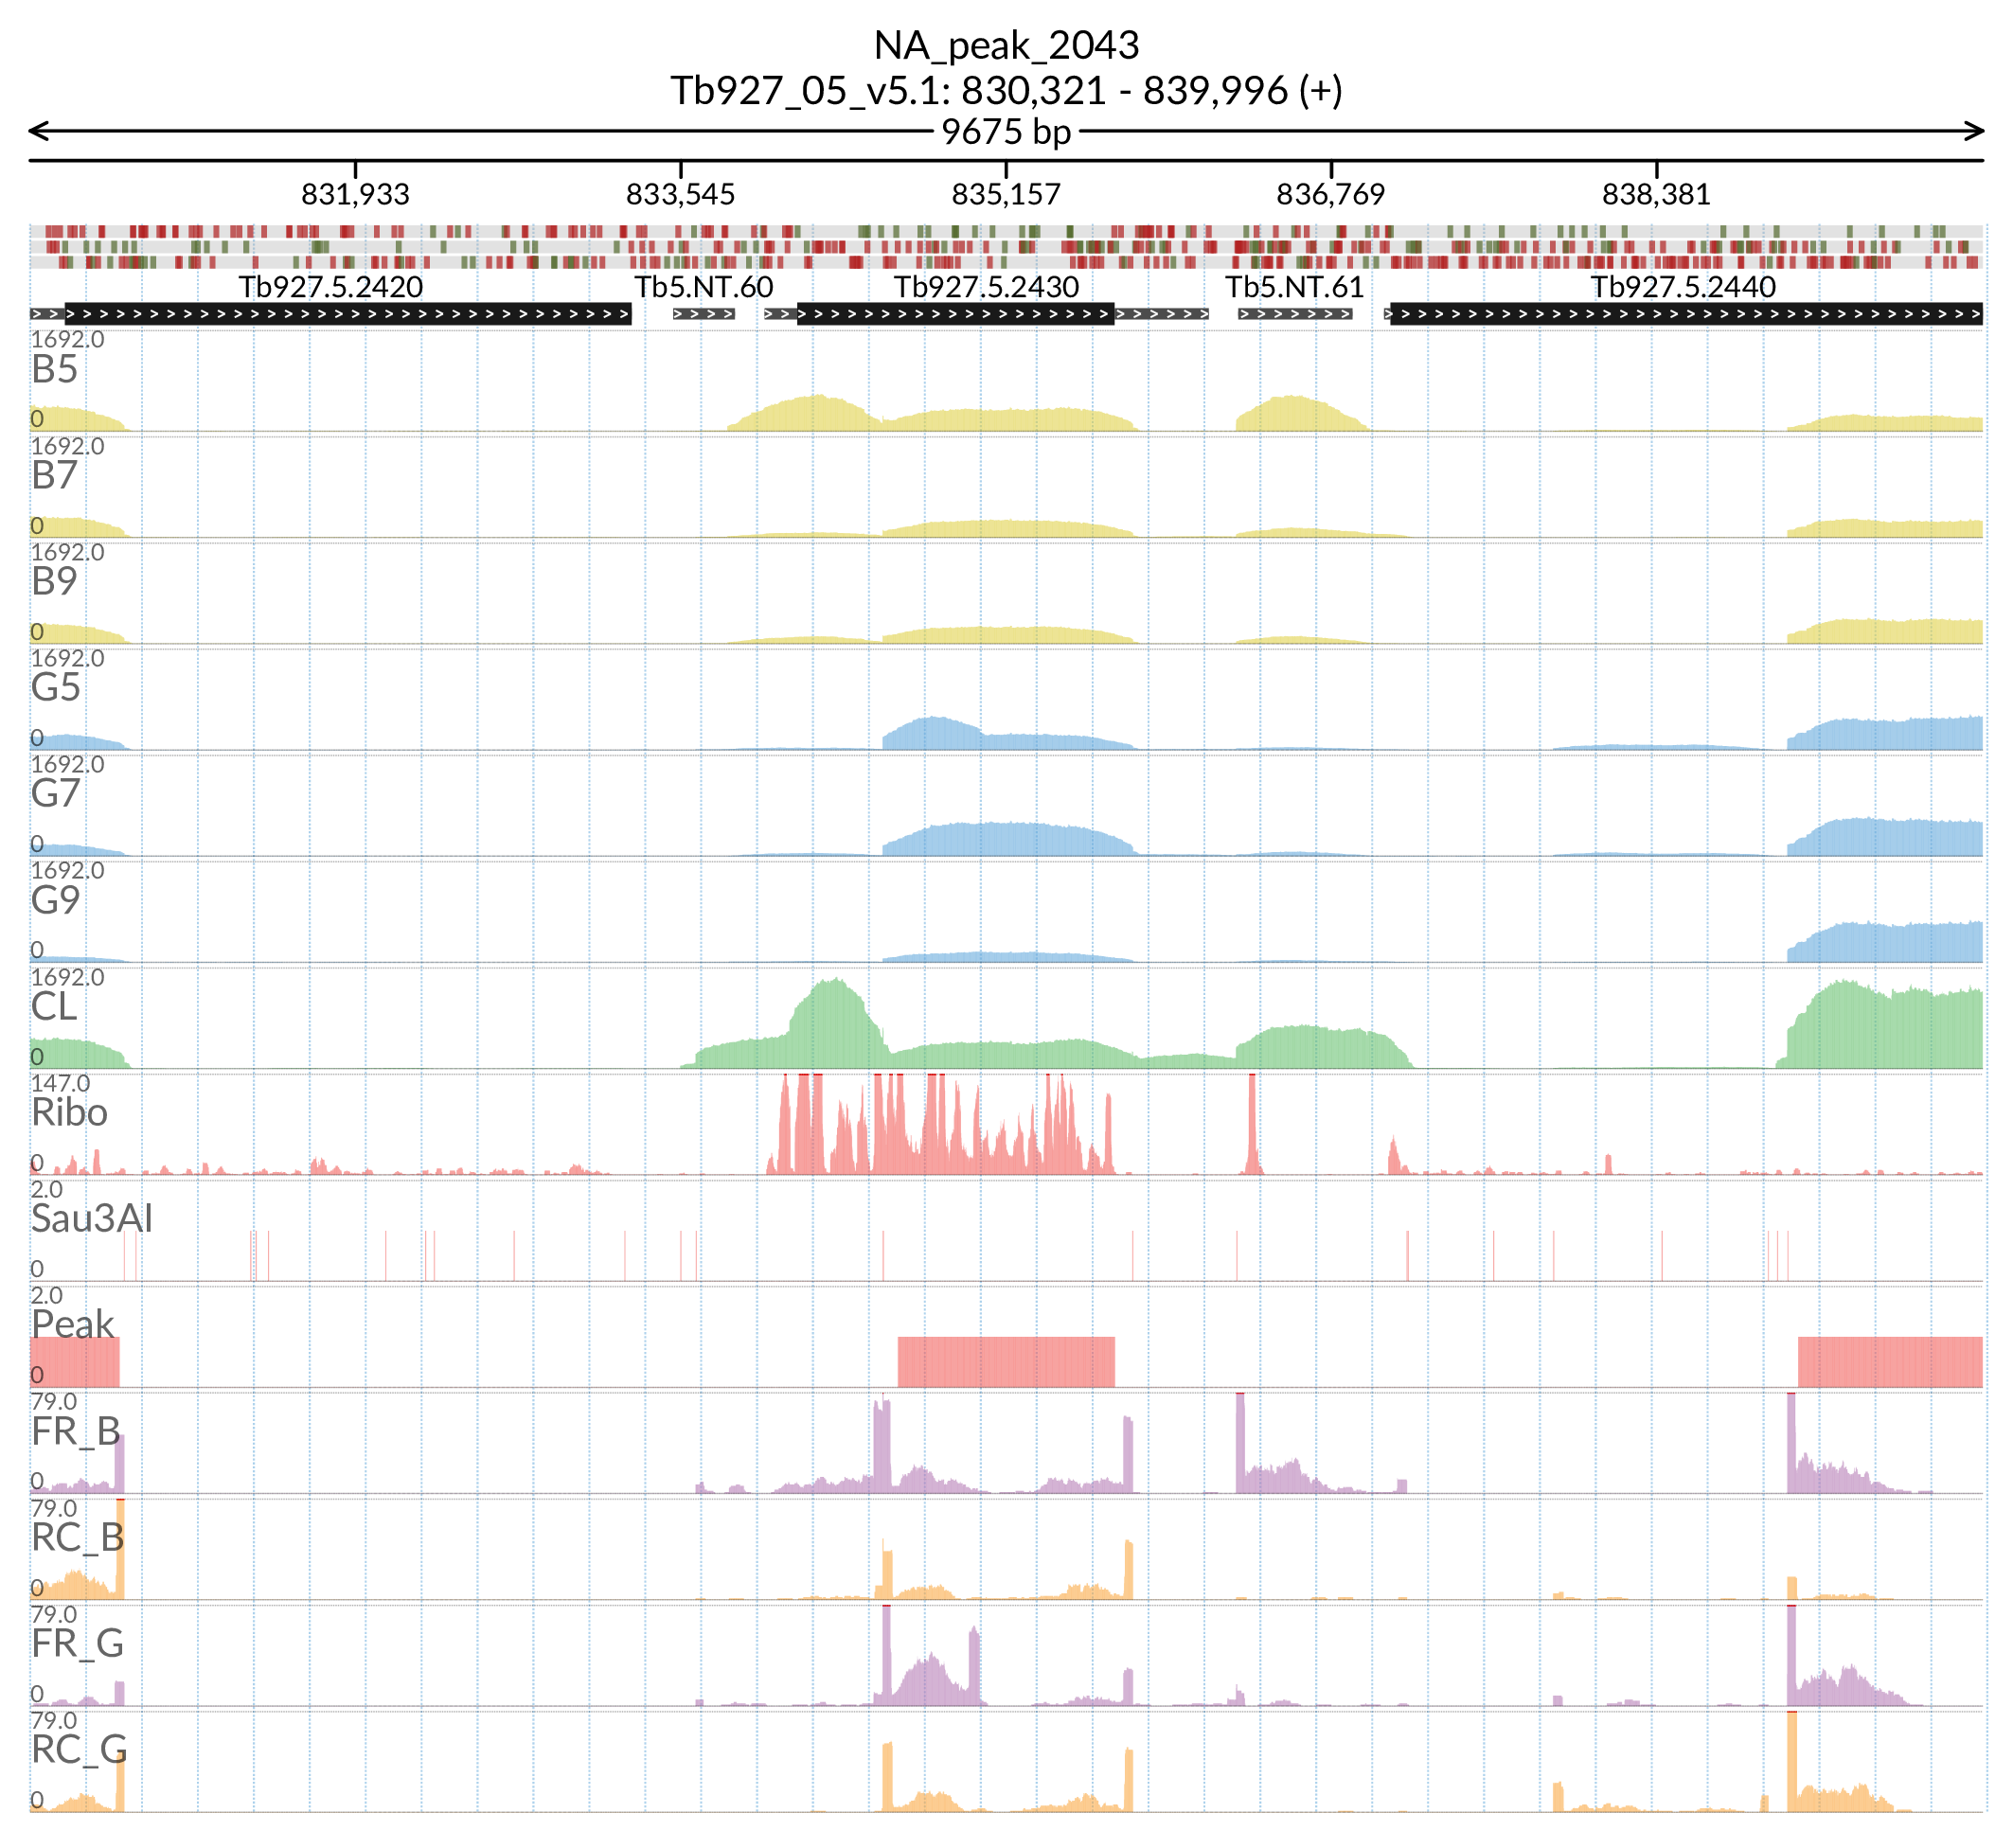 NA_peak_2043
Tb927_05_v5.1: 830,321 - 839,996 (+)
9675 bp
831,933 833,545 835,157 836,769 838,381
Tb927.5.2420 Tb5.NT.60 Tb927.5.2430 Tb5.NT.61 Tb927.5.2440
1692.0
B5
0
1692.0
B7
0
1692.0
B9
0
1692.0
G5
0
1692.0
G7
0
1692.0
G9
0
1692.0
CL
0
147.0
Ribo
0
2.0
Sau3AI
0
2.0
Peak
0
79.0
FR_B
0
79.0
RC_B
0
79.0
FR_G
0
79.0
RC_G
0